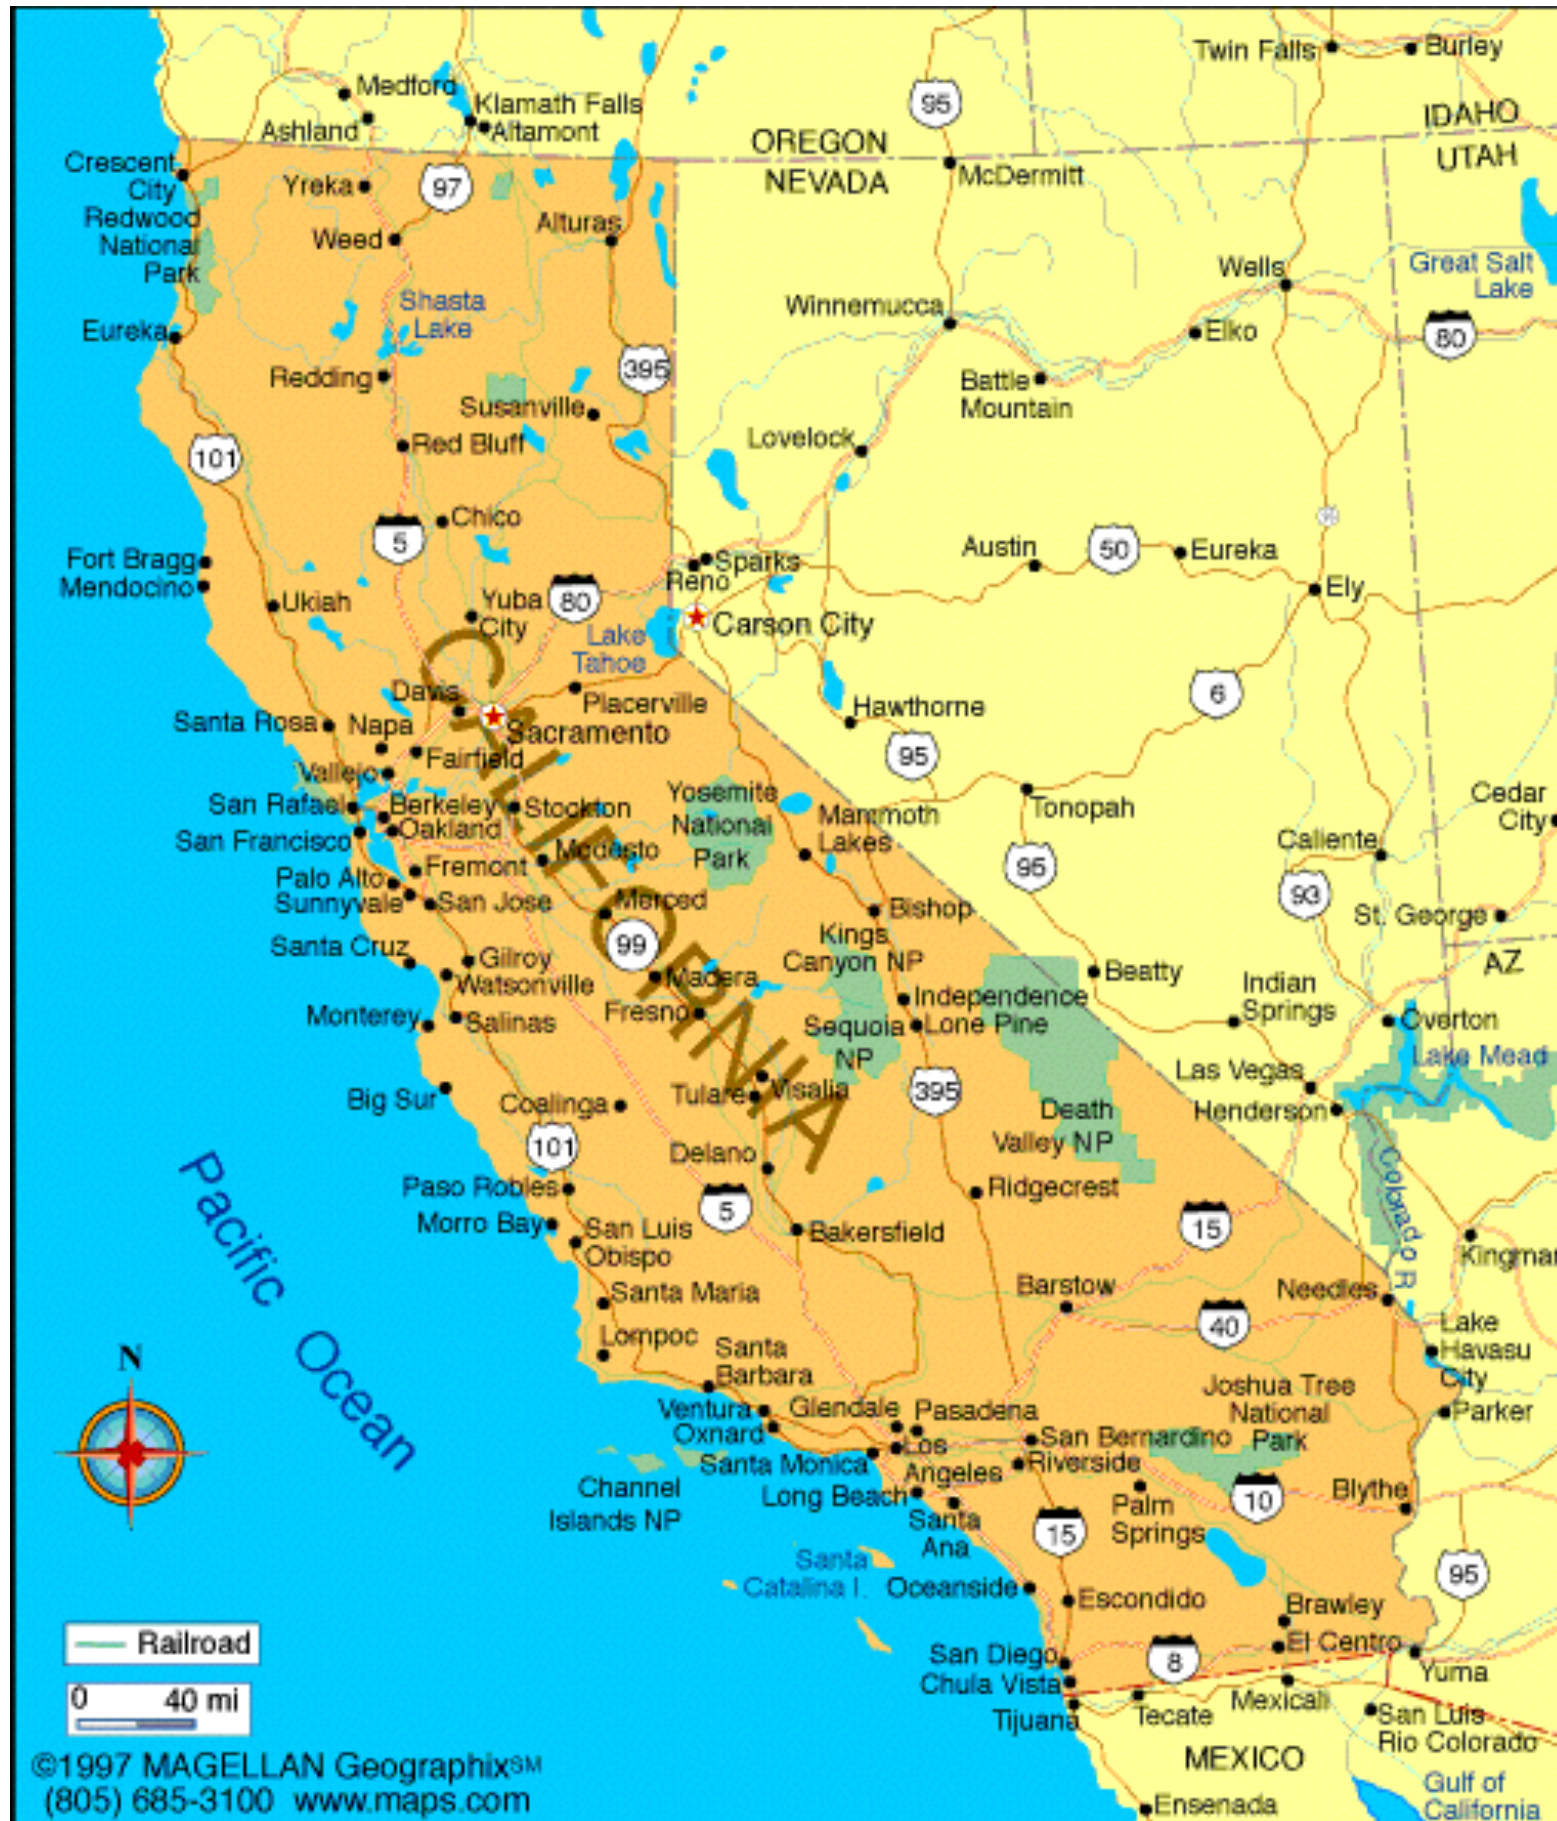 Twin Falls
Burley
Medford
95
Klamath Falls
IDAHO
Ashland
Altamont
OREGON
UTAH
Crescent
City
McDermitt
NEVADA
Yreka
97
Redwood
National
Park
Weed
Alturas
Wells
Great Salt
Lake
Shasta
Lake
Winnemucca
Eureka
Elko
80
Redding
395
Battle
Mountain
Susanville
Lovelock
Red Bluff
101
Chico
5
Austin
50
Eureka
Fort Bragg
Sparks
Reno
Mendocino
Ukiah
Yuba
City
80
Ely
Carson City
Lake
Tahoe
CALIFORNIA
Davis
Placerville
6
Hawthorne
Santa Rosa
Napa
Sacramento
Fairfield
95
Vallejo
Yosemite
National
Park
Tonopah
Cedar
City
San Rafael
Berkeley
Stockton
Mammoth
Lakes
San Francisco
Oakland
Caliente
Modesto
95
Fremont
Palo Alto
93
Sunnyvale
San Jose
Merced
Bishop
St. George
99
Kings
Canyon NP
Santa Cruz
Gilroy
AZ
Watsonville
Madera
Beatty
Indian
Springs
Independence
Monterey
Salinas
Fresno
Sequoia
NP
Lone Pine
Overton
Lake Mead
Las Vegas
Big Sur
Coalinga
Tulare
Visalia
395
Henderson
Death
Valley NP
101
Delano
Colorado R.
Pacific
Ocean
Paso Robles
5
Ridgecrest
Morro Bay
San Luis
Obispo
Bakersfield
15
Kingman
Santa Maria
Barstow
Needles
40
Lompoc
Lake
Havasu
City
N
Santa
Barbara
Joshua Tree
National
Park
Ventura
Glendale
Pasadena
Parker
Oxnard
San Bernardino
Los
Angeles
Santa Monica
Riverside
Channel
Islands NP
Long Beach
10
Blythe
Santa
Ana
Palm
Springs
15
Santa
Catalina I.
Oceanside
95
Escondido
Brawley
Railroad
El Centro
San Diego
8
Yuma
Chula Vista
0 40 mi
Mexicali
Tijuana
Tecate
San Luis
Rio Colorado
MEXICO
©1997 MAGELLAN Geographix℠
(805) 685-3100 www.maps.com
Gulf of
California
Ensenada